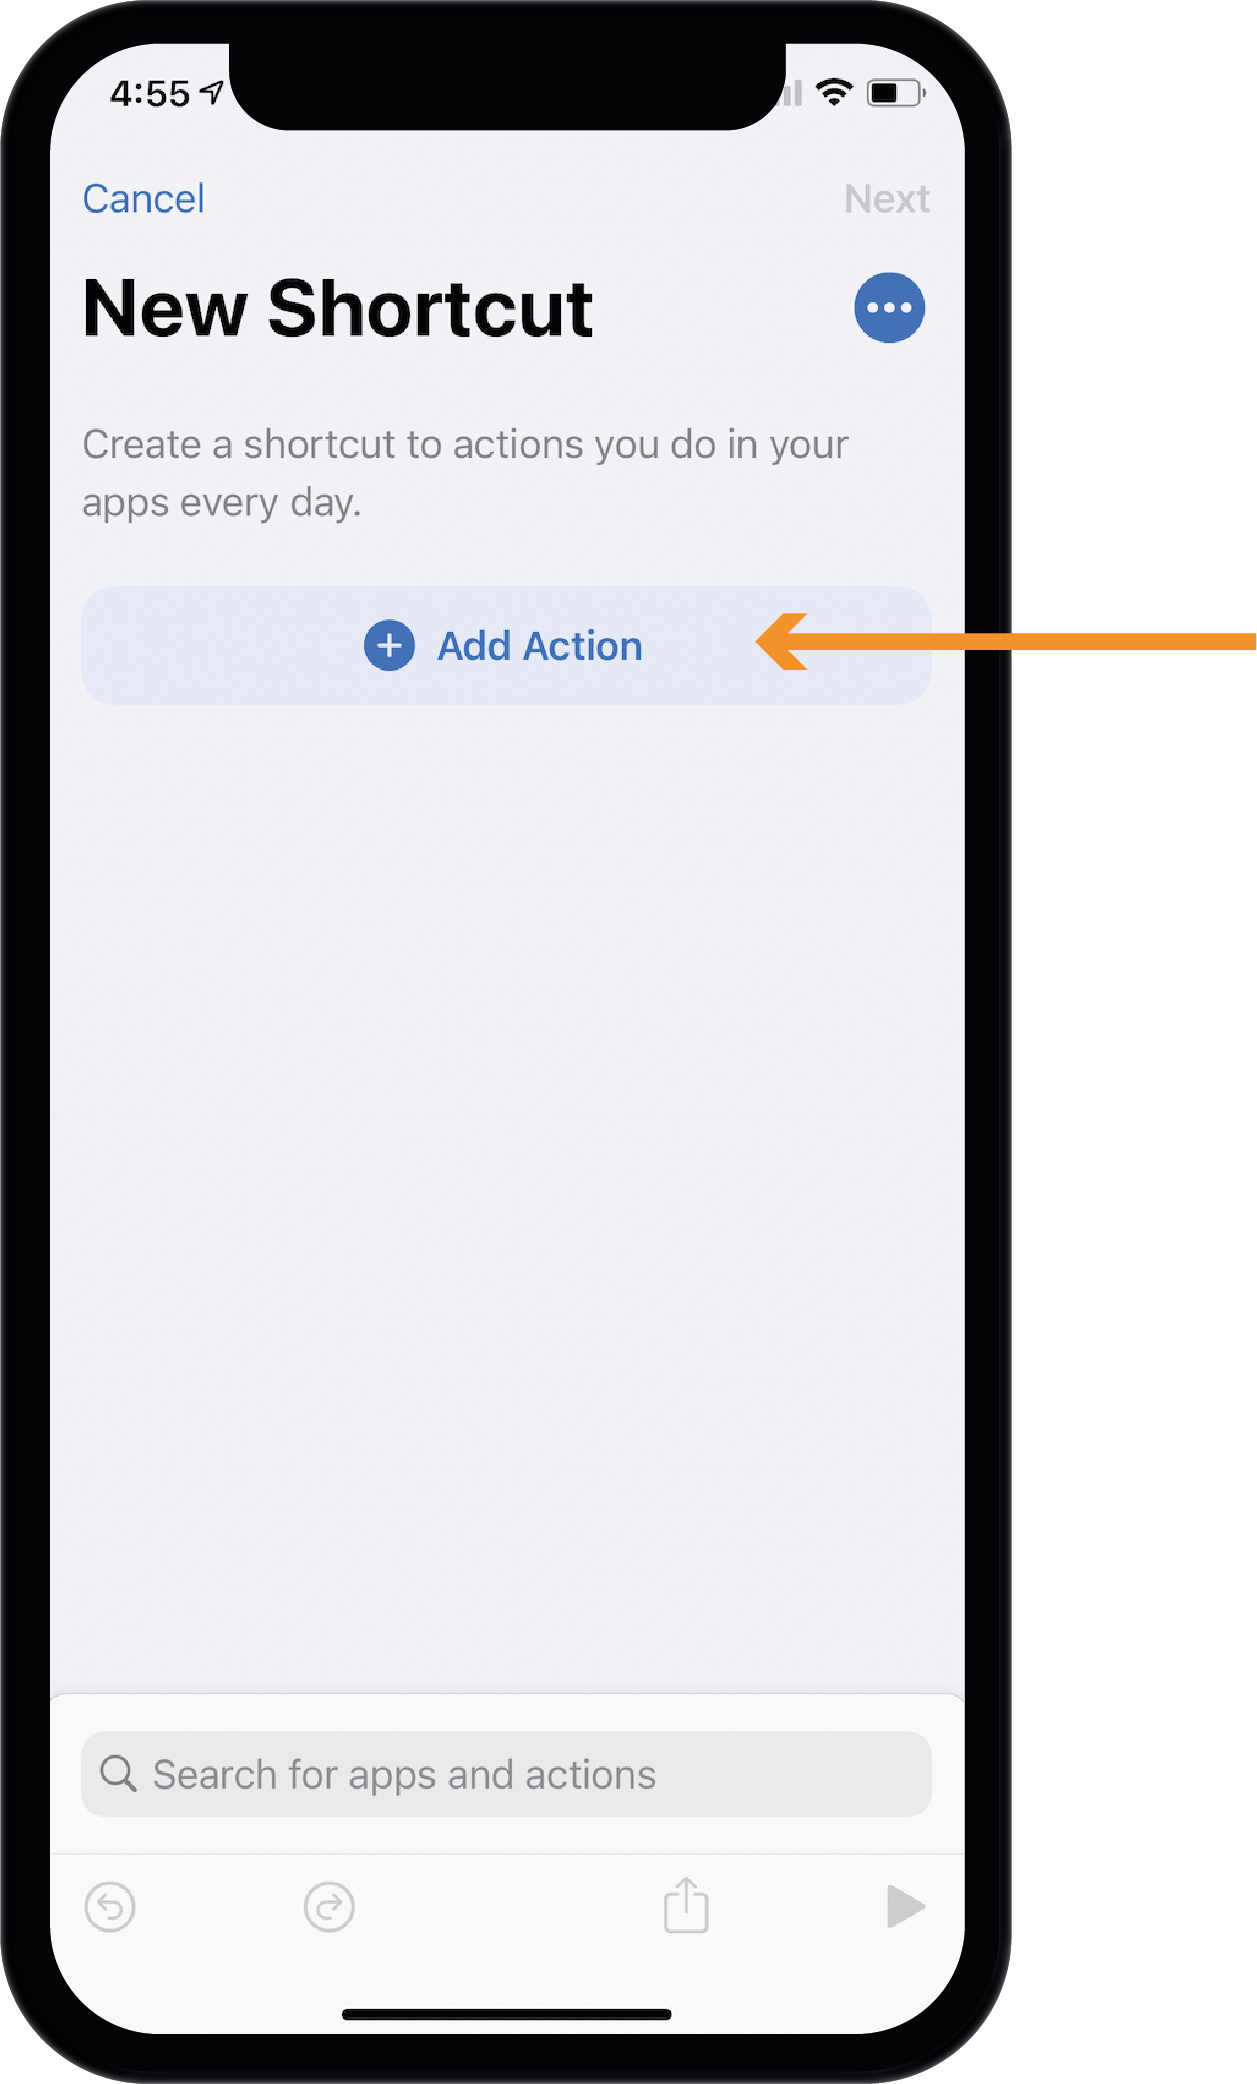 4:55
Cancel
Next
New Shortcut
Create a shortcut to actions you do in your
apps every day.
Add Action
Search for apps and actions